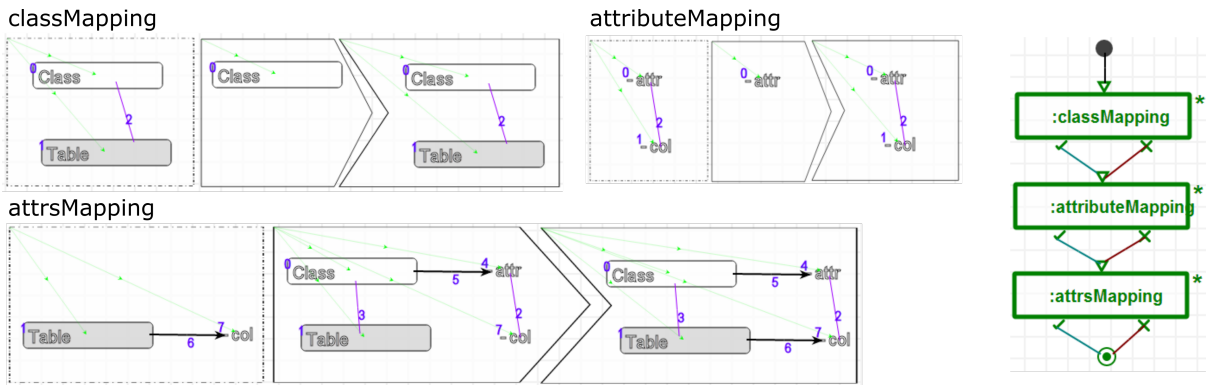 classMapping
0 Class
2
1 Table
0 Class
0 Class
2
1 Table
attributeMapping
0 - attr
2
1 - col
0 - attr
0 - attr
2
1 - col
attrsMapping
1 Table
6
7 - col
0 Class
5
4 - attr
3
2
1 Table
7 - col
0 Class
5
4 - attr
3
2
1 Table
6
7 - col
:classMapping *
:attributeMapping *
:attrsMapping *